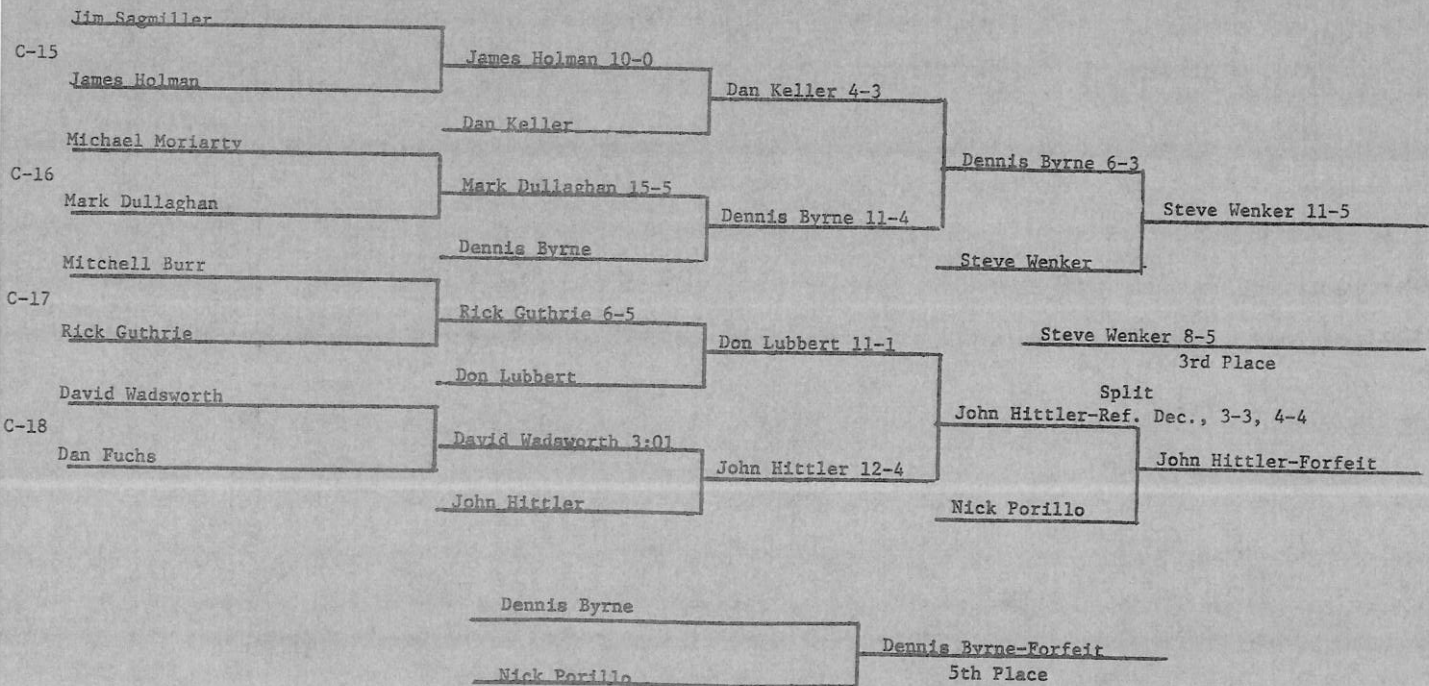 Jim Sagmiller
C-15
James Holman 10-0
James Holman
Dan Keller 4-3
Dan Keller
Michael Moriarty
Dennis Byrne 6-3
C-16
Mark Dullaghan 15-5
Mark Dullaghan
Steve Wenker 11-5
Dennis Byrne 11-4
Dennis Byrne
Steve Wenker
Mitchell Burr
C-17
Rick Guthrie 6-5
Rick Guthrie
Steve Wenker 8-5
Don Lubbert 11-1
3rd Place
Don Lubbert
Split
David Wadsworth
John Hittler-Ref. Dec., 3-3, 4-4
C-18
David Wadsworth 3:01
Dan Fuchs
John Hittler-Forfeit
John Hittler 12-4
John Hittler
Nick Porillo
Dennis Byrne
Dennis Byrne-Forfeit
Nick Porillo
5th Place